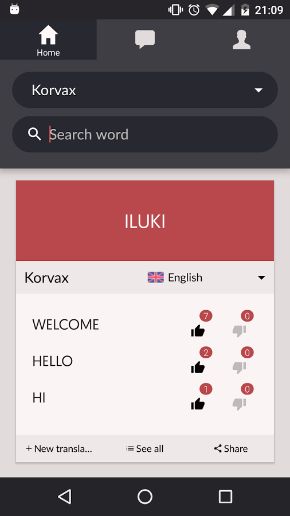 21:09
Home
Korvax
Search word
ILUKI
Korvax English
WELCOME 7 0
HELLO 2 0
HI 1 0
+ New transla... See all Share